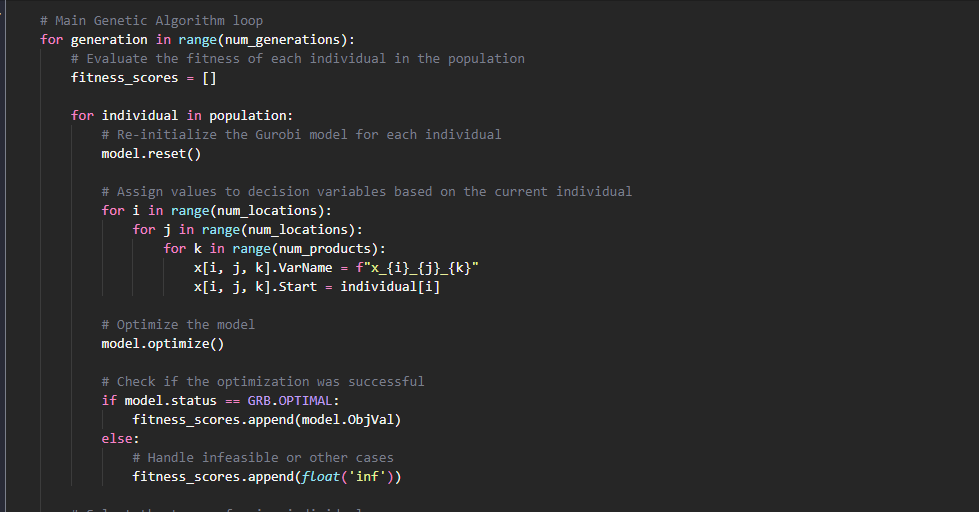 # Main Genetic Algorithm loop
for generation in range(num_generations):
    # Evaluate the fitness of each individual in the population
    fitness_scores = []
    for individual in population:
        # Re-initialize the Gurobi model for each individual
        model.reset()
        # Assign values to decision variables based on the current individual
        for i in range(num_locations):
            for j in range(num_locations):
                for k in range(num_products):
                    x[i, j, k].VarName = f"x_{i}_{j}_{k}"
                    x[i, j, k].Start = individual[i]
        # Optimize the model
        model.optimize()
        # Check if the optimization was successful
        if model.status == GRB.OPTIMAL:
            fitness_scores.append(model.ObjVal)
        else:
            # Handle infeasible or other cases
            fitness_scores.append(float('inf'))